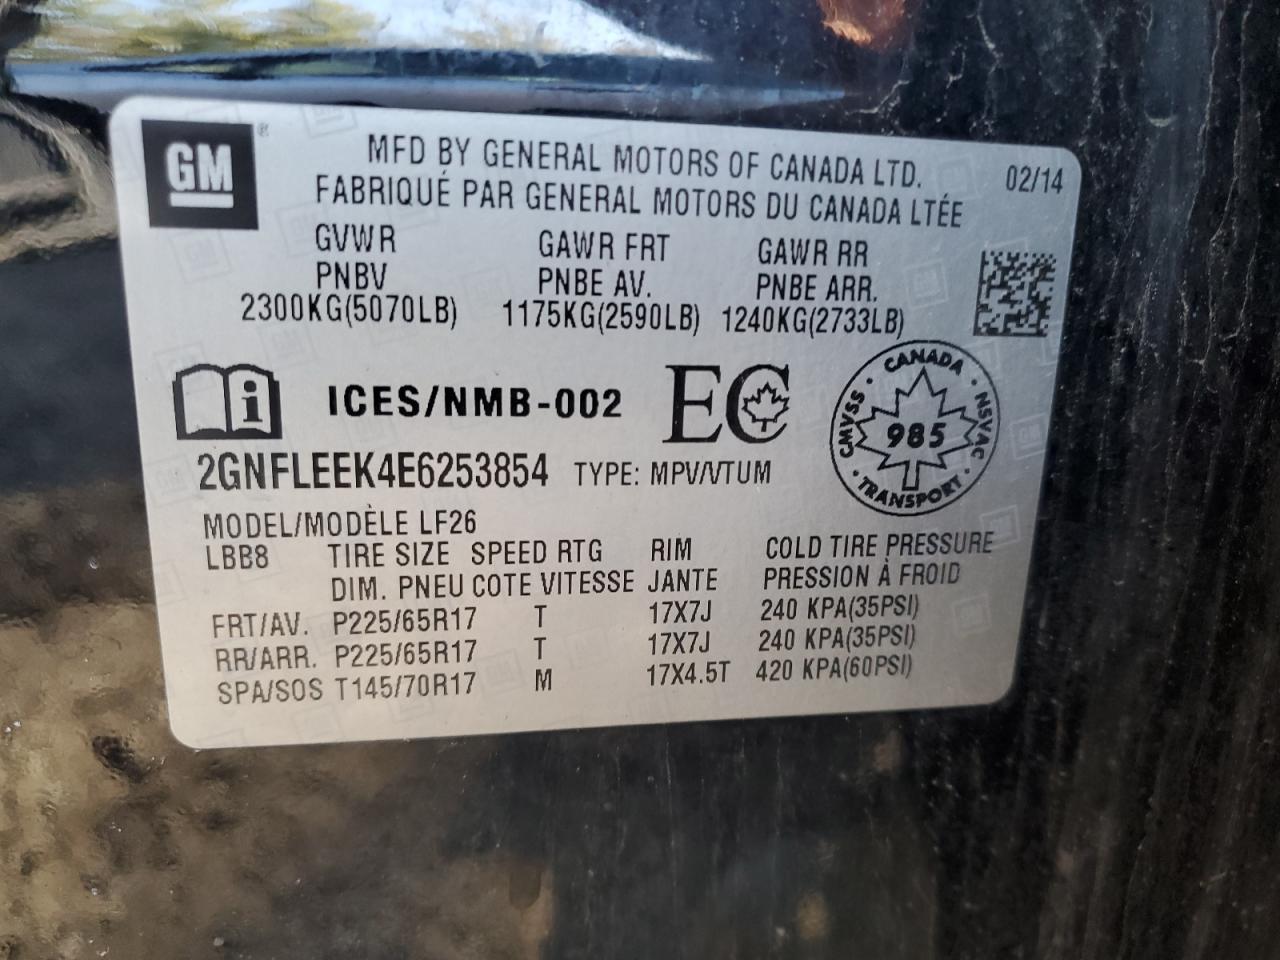 GM ®
MFD BY GENERAL MOTORS OF CANADA LTD. 02/14
FABRIQUÉ PAR GENERAL MOTORS DU CANADA LTÉE
GVWR GAWR FRT GAWR RR
PNBV PNBE AV. PNBE ARR.
2300KG(5070LB) 1175KG(2590LB) 1240KG(2733LB)
i ICES/NMB-002 EC
CANADA · NSVAC · TRANSPORT · CMVSS ·
985
2GNFLEEK4E6253854 TYPE: MPV/VTUM
MODEL/MODÈLE LF26
LBB8 TIRE SIZE SPEED RTG RIM COLD TIRE PRESSURE
DIM. PNEU COTE VITESSE JANTE PRESSION À FROID
FRT/AV. P225/65R17 T 17X7J 240 KPA(35PSI)
RR/ARR. P225/65R17 T 17X7J 240 KPA(35PSI)
SPA/SOS T145/70R17 M 17X4.5T 420 KPA(60PSI)